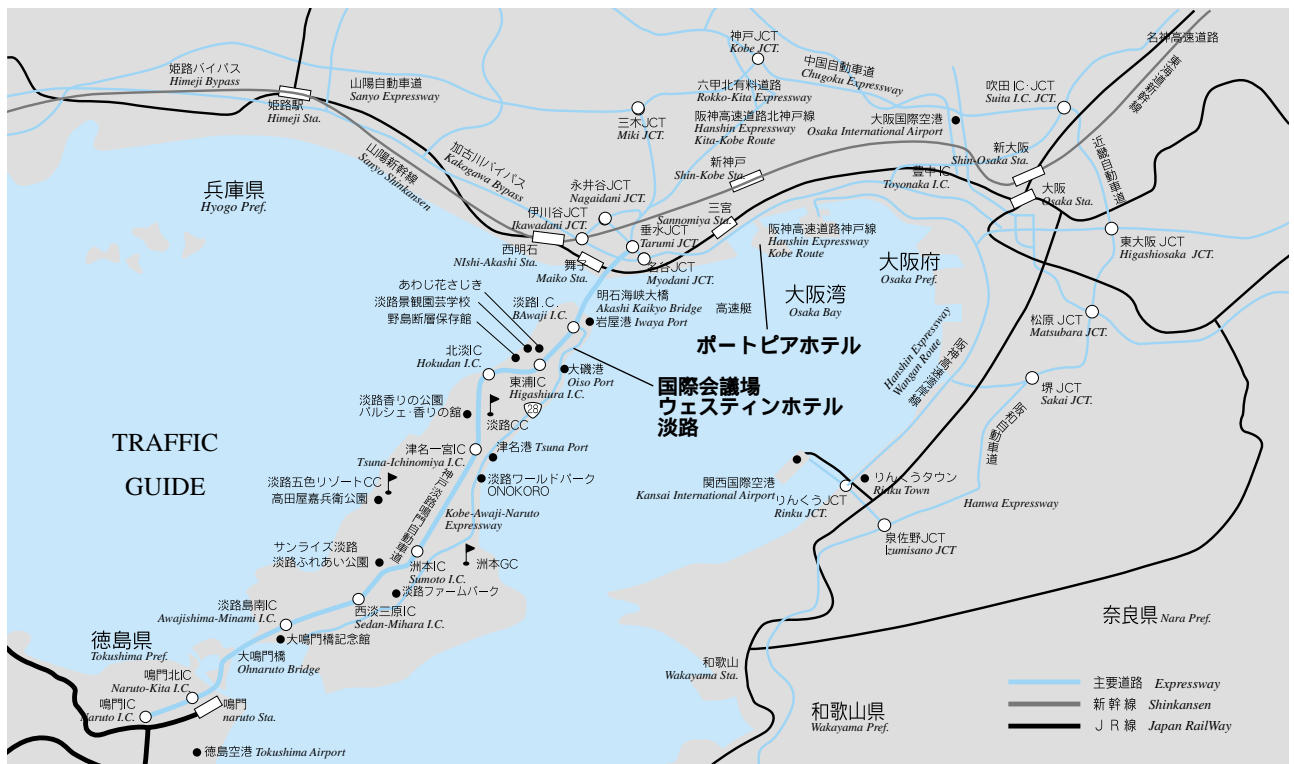 神戸JCT
Kobe JCT.
名神高速道路
東海道新幹線
姫路バイパス
Himeji Bypass
山陽自動車道
Sanyo Expressway
六甲北有料道路
Rokko-Kita Expressway
中国自動車道
Chugoku Expressway
吹田IC・JCT
Suita I.C. JCT.
姫路駅
Himeji Sta.
三木JCT
Miki JCT.
阪神高速道路北神戸線
Hanshin Expressway
Kita-Kobe Route
大阪国際空港
Osaka International Airport
近畿自動車道
新大阪
Shin-Osaka Sta.
山陽新幹線
Sanyo Shinkansen
加古川バイパス
Kakogawa Bypass
新神戸
Shin-Kobe Sta.
豊中IC
Toyonaka I.C.
兵庫県
Hyogo Pref.
永井谷JCT
Nagaidani JCT.
大阪
Osaka Sta.
伊川谷JCT
Ikawadani JCT.
三宮
Sannomiya Sta.
垂水JCT
Tarumi JCT.
阪神高速道路神戸線
Hanshin Expressway
Kobe Route
東大阪JCT
Higashiosaka JCT.
西明石
NIshi-Akashi Sta.
舞子
Maiko Sta.
名谷JCT
Myodani JCT.
大阪府
Osaka Pref.
あわじ花さじき
淡路景観園芸学校
野島断層保存館
淡路I.C.
BAwaji I.C.
明石海峡大橋
Akashi Kaikyo Bridge
岩屋港 Iwaya Port
高速艇
大阪湾
Osaka Bay
松原JCT
Matsubara JCT.
ポートピアホテル
Hanshin Expressway
Wangan Route
阪神高速湾岸線
北淡IC
Hokudan I.C.
東浦IC
Higashiura I.C.
大磯港
Oiso Port
国際会議場
ウェスティンホテル
淡路
堺JCT
Sakai JCT.
淡路香りの公園
パルシェ・香りの舘
淡路CC
28
阪和自動車道
TRAFFIC
GUIDE
津名一宮IC
Tsuna-Ichinomiya I.C.
津名港 Tsuna Port
淡路五色リゾートCC
高田屋嘉兵衛公園
淡路ワールドパーク
ONOKORO
関西国際空港
Kansai International Airport
りんくうタウン
Rinku Town
りんくうJCT
Rinku JCT.
Hanwa Expressway
神戸淡路鳴門自動車道
Kobe-Awaji-Naruto
Expressway
泉佐野JCT
Izumisano JCT
サンライズ淡路
淡路ふれあい公園
洲本IC
Sumoto I.C.
洲本GC
淡路ファームパーク
淡路島南IC
Awajishima-Minami I.C.
西淡三原IC
Sedan-Mihara I.C.
奈良県 Nara Pref.
徳島県
Tokushima Pref.
大鳴門橋記念館
大鳴門橋
Ohnaruto Bridge
和歌山
Wakayama Sta.
鳴門北IC
Naruto-Kita I.C.
鳴門IC
Naruto I.C.
鳴門
naruto Sta.
和歌山県
Wakayama Pref.
主要道路 Expressway
新幹線 Shinkansen
JR線 Japan RailWay
徳島空港 Tokushima Airport